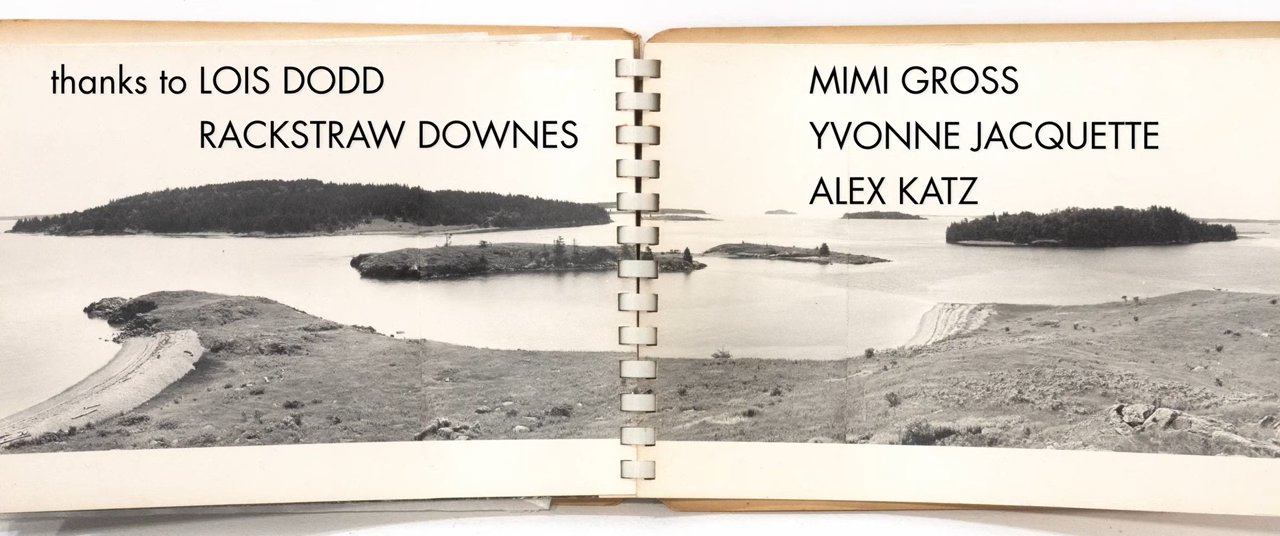 thanks to LOIS DODD
RACKSTRAW DOWNES
MIMI GROSS
YVONNE JACQUETTE
ALEX KATZ